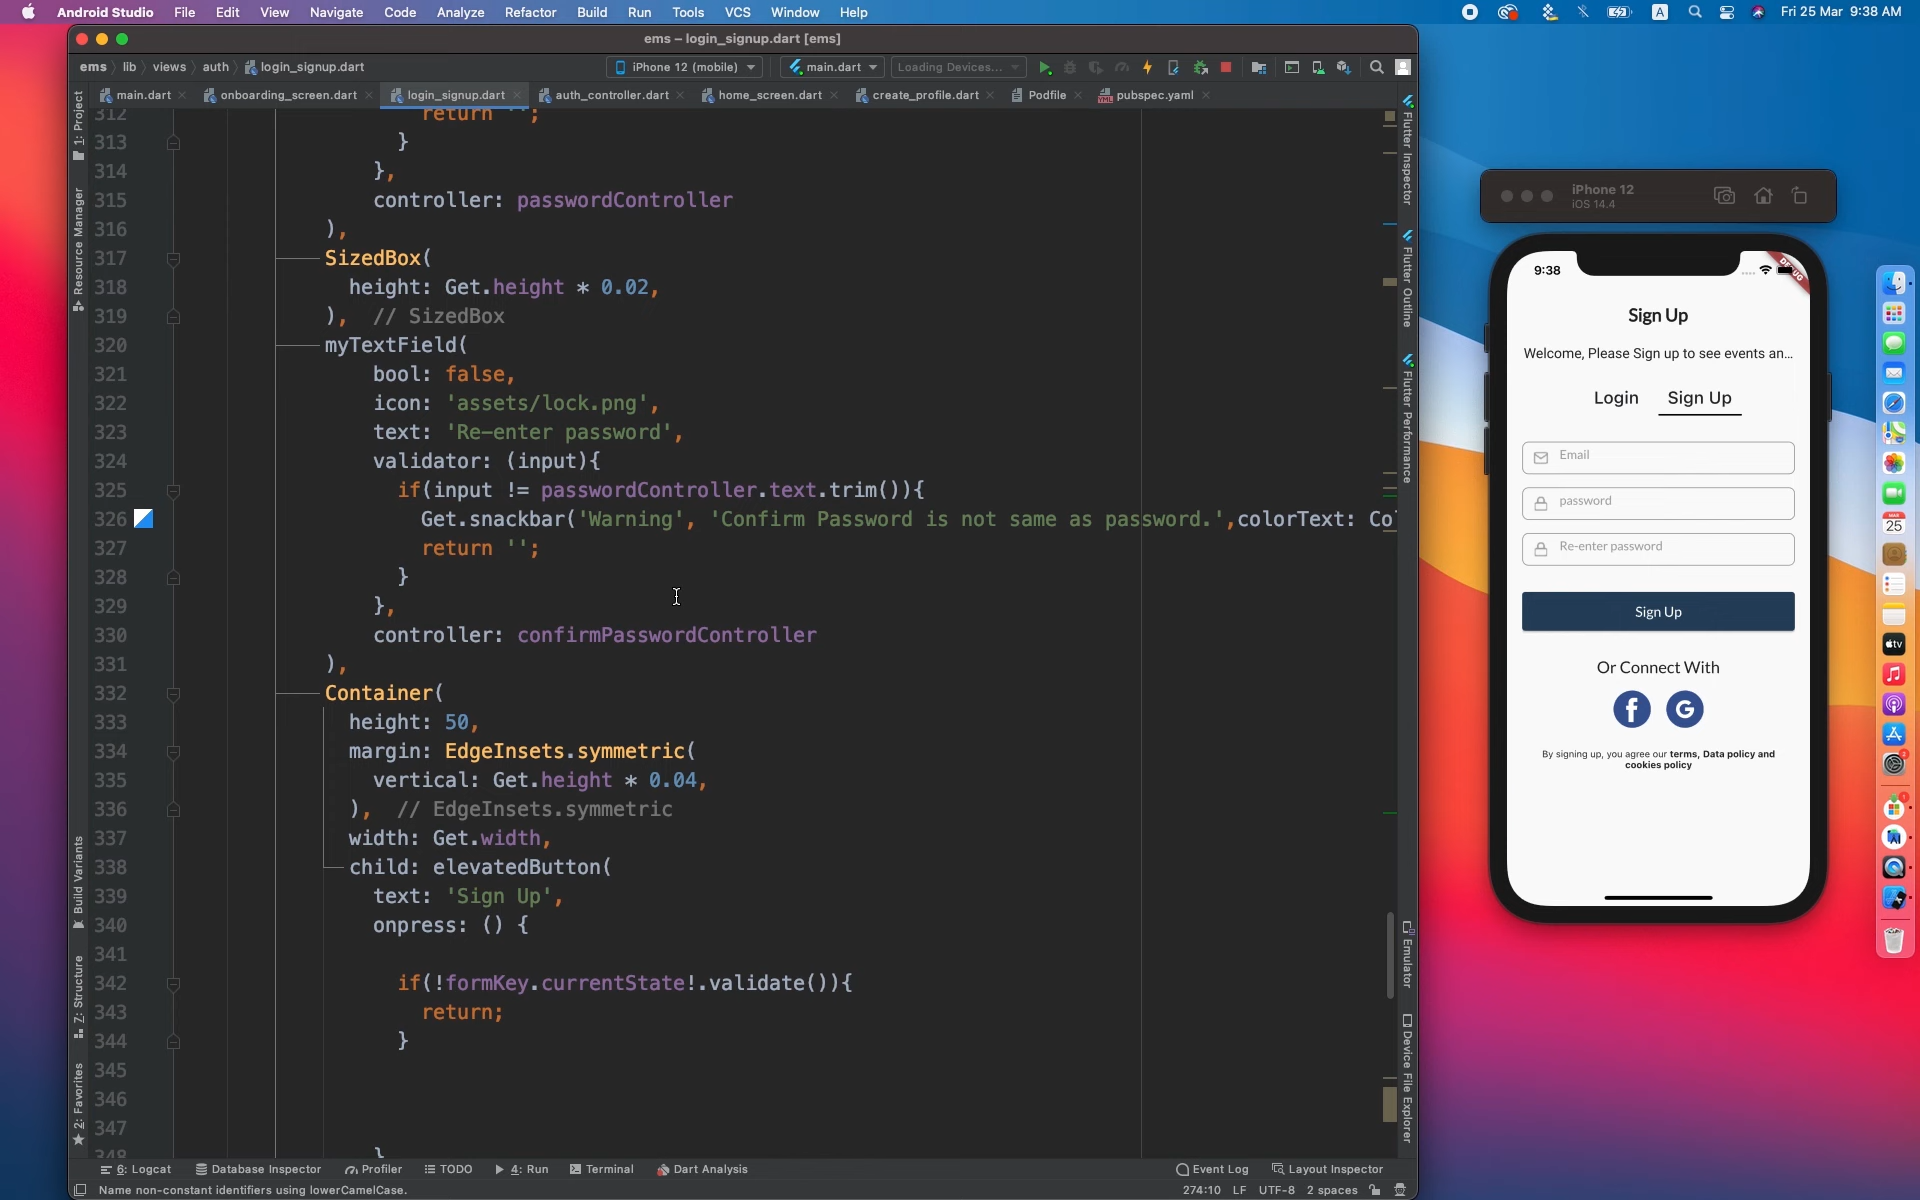 Android Studio File Edit View Navigate Code Analyze Refactor Build Run Tools VCS Window Help
A Fri 25 Mar 9:38 AM
ems – login_signup.dart [ems]
ems lib views auth login_signup.dart
iPhone 12 (mobile) main.dart Loading Devices...
main.dart onboarding_screen.dart login_signup.dart auth_controller.dart home_screen.dart create_profile.dart Podfile pubspec.yaml
1: Project
Resource Manager
Build Variants
7: Structure
2: Favorites
312 return '';
313 }
314 },
315 controller: passwordController
316 ),
317 SizedBox(
318 height: Get.height * 0.02,
319 ), // SizedBox
320 myTextField(
321 bool: false,
322 icon: 'assets/lock.png',
323 text: 'Re-enter password',
324 validator: (input){
325 if(input != passwordController.text.trim()){
326 Get.snackbar('Warning', 'Confirm Password is not same as password.',colorText: Co
327 return '';
328 }
329 },
330 controller: confirmPasswordController
331 ),
332 Container(
333 height: 50,
334 margin: EdgeInsets.symmetric(
335 vertical: Get.height * 0.04,
336 ), // EdgeInsets.symmetric
337 width: Get.width,
338 child: elevatedButton(
339 text: 'Sign Up',
340 onpress: () {
341
342 if(!formKey.currentState!.validate()){
343 return;
344 }
345
346
347
348 }
Flutter Inspector
Flutter Outline
Flutter Performance
Emulator
Device File Explorer
6: Logcat Database Inspector Profiler TODO 4: Run Terminal Dart Analysis Event Log Layout Inspector
Name non-constant identifiers using lowerCamelCase. 274:10 LF UTF-8 2 spaces
iPhone 12
iOS 14.4
9:38
DEBUG
Sign Up
Welcome, Please Sign up to see events an...
Login Sign Up
Email
password
Re-enter password
Sign Up
Or Connect With
f G
By signing up, you agree our terms, Data policy and
cookies policy
25
tv